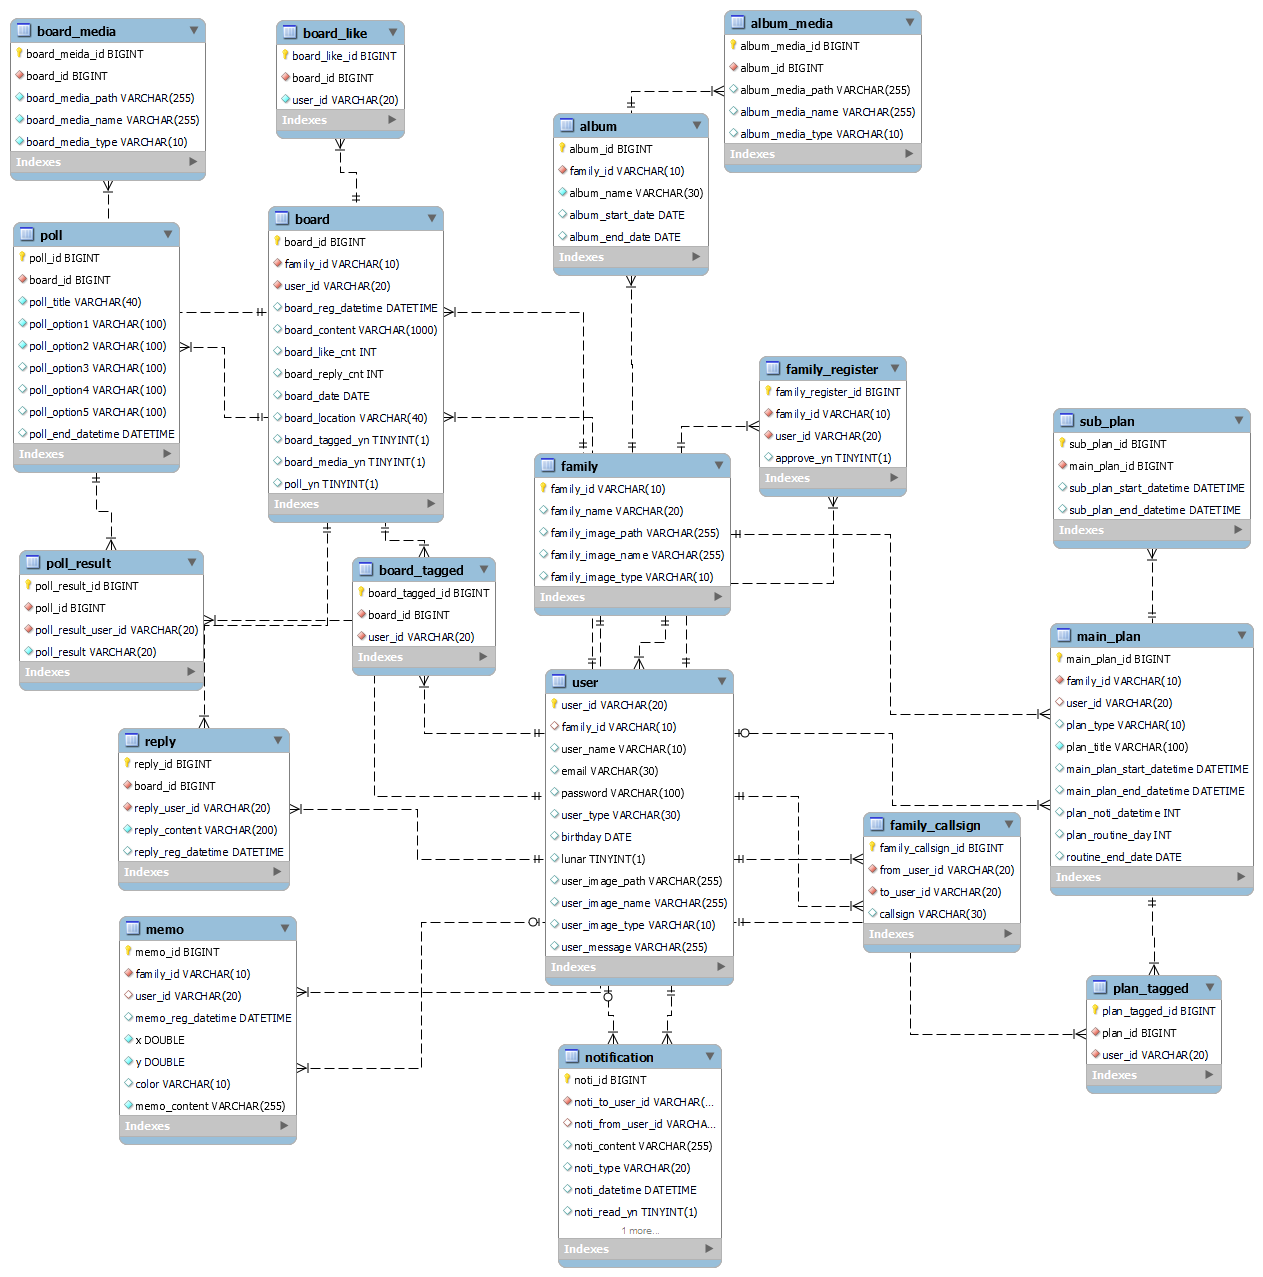 board_media
board_meida_id BIGINT
board_id BIGINT
board_media_path VARCHAR(255)
board_media_name VARCHAR(255)
board_media_type VARCHAR(10)
Indexes
board_like
board_like_id BIGINT
board_id BIGINT
user_id VARCHAR(20)
Indexes
album_media
album_media_id BIGINT
album_id BIGINT
album_media_path VARCHAR(255)
album_media_name VARCHAR(255)
album_media_type VARCHAR(10)
Indexes
album
album_id BIGINT
family_id VARCHAR(10)
album_name VARCHAR(30)
album_start_date DATE
album_end_date DATE
Indexes
poll
poll_id BIGINT
board_id BIGINT
poll_title VARCHAR(40)
poll_option1 VARCHAR(100)
poll_option2 VARCHAR(100)
poll_option3 VARCHAR(100)
poll_option4 VARCHAR(100)
poll_option5 VARCHAR(100)
poll_end_datetime DATETIME
Indexes
board
board_id BIGINT
family_id VARCHAR(10)
user_id VARCHAR(20)
board_reg_datetime DATETIME
board_content VARCHAR(1000)
board_like_cnt INT
board_reply_cnt INT
board_date DATE
board_location VARCHAR(40)
board_tagged_yn TINYINT(1)
board_media_yn TINYINT(1)
poll_yn TINYINT(1)
Indexes
family_register
family_register_id BIGINT
family_id VARCHAR(10)
user_id VARCHAR(20)
approve_yn TINYINT(1)
Indexes
sub_plan
sub_plan_id BIGINT
main_plan_id BIGINT
sub_plan_start_datetime DATETIME
sub_plan_end_datetime DATETIME
Indexes
family
family_id VARCHAR(10)
family_name VARCHAR(20)
family_image_path VARCHAR(255)
family_image_name VARCHAR(255)
family_image_type VARCHAR(10)
Indexes
poll_result
poll_result_id BIGINT
poll_id BIGINT
poll_result_user_id VARCHAR(20)
poll_result VARCHAR(20)
Indexes
board_tagged
board_tagged_id BIGINT
board_id BIGINT
user_id VARCHAR(20)
Indexes
main_plan
main_plan_id BIGINT
family_id VARCHAR(10)
user_id VARCHAR(20)
plan_type VARCHAR(10)
plan_title VARCHAR(100)
main_plan_start_datetime DATETIME
main_plan_end_datetime DATETIME
plan_noti_datetime INT
plan_routine_day INT
routine_end_date DATE
Indexes
user
user_id VARCHAR(20)
family_id VARCHAR(10)
user_name VARCHAR(10)
email VARCHAR(30)
password VARCHAR(100)
user_type VARCHAR(30)
birthday DATE
lunar TINYINT(1)
user_image_path VARCHAR(255)
user_image_name VARCHAR(255)
user_image_type VARCHAR(10)
user_message VARCHAR(255)
Indexes
reply
reply_id BIGINT
board_id BIGINT
reply_user_id VARCHAR(20)
reply_content VARCHAR(200)
reply_reg_datetime DATETIME
Indexes
family_callsign
family_callsign_id BIGINT
from_user_id VARCHAR(20)
to_user_id VARCHAR(20)
callsign VARCHAR(30)
Indexes
memo
memo_id BIGINT
family_id VARCHAR(10)
user_id VARCHAR(20)
memo_reg_datetime DATETIME
x DOUBLE
y DOUBLE
color VARCHAR(10)
memo_content VARCHAR(255)
Indexes
plan_tagged
plan_tagged_id BIGINT
plan_id BIGINT
user_id VARCHAR(20)
Indexes
notification
noti_id BIGINT
noti_to_user_id VARCHAR(...
noti_from_user_id VARCHA...
noti_content VARCHAR(255)
noti_type VARCHAR(20)
noti_datetime DATETIME
noti_read_yn TINYINT(1)
1 more...
Indexes